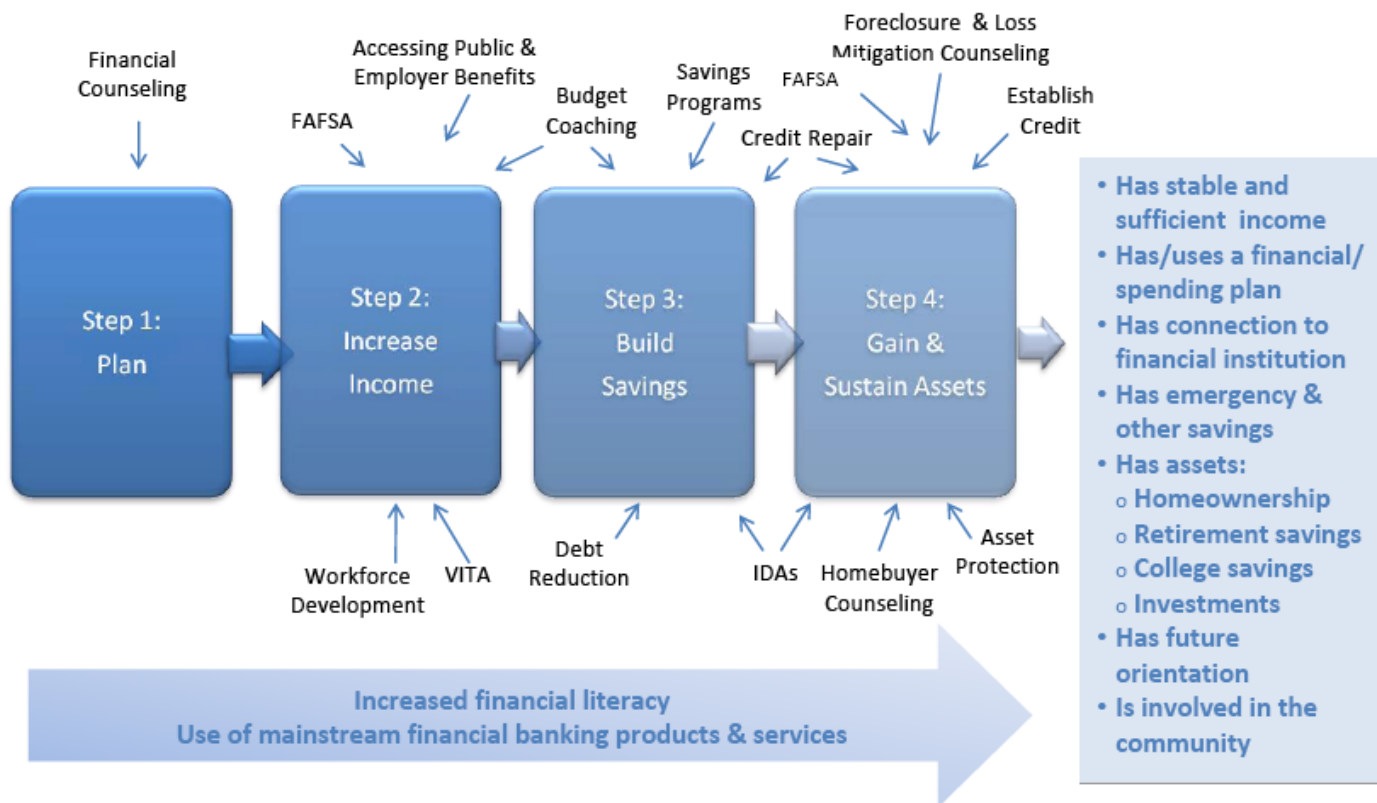 Financial
Counseling
FAFSA
Accessing Public &
Employer Benefits
Budget
Coaching
Savings
Programs
Credit Repair
FAFSA
Foreclosure & Loss
Mitigation Counseling
Establish
Credit
Step 1:
Plan
Step 2:
Increase
Income
Step 3:
Build
Savings
Step 4:
Gain &
Sustain Assets
Workforce
Development
VITA
Debt
Reduction
IDAs
Homebuyer
Counseling
Asset
Protection
Increased financial literacy
Use of mainstream financial banking products & services
• Has stable and
sufficient income
• Has/uses a financial/
spending plan
• Has connection to
financial institution
• Has emergency &
other savings
• Has assets:
o Homeownership
o Retirement savings
o College savings
o Investments
• Has future
orientation
• Is involved in the
community